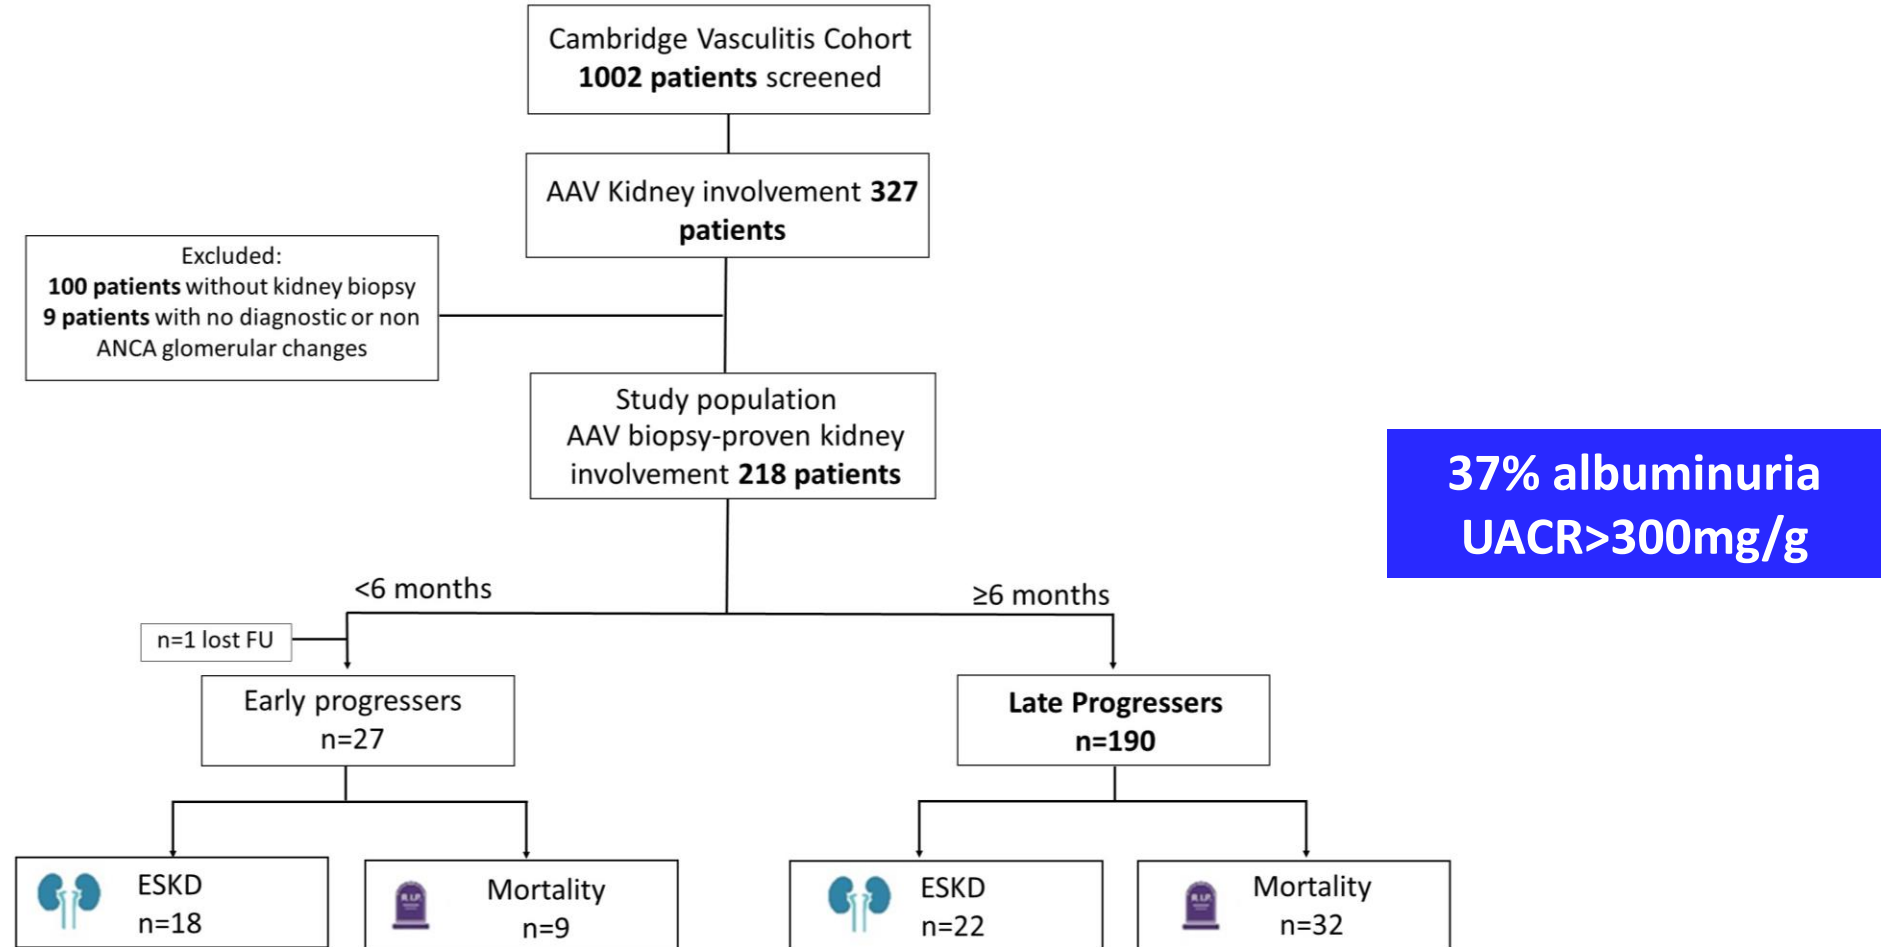 Cambridge Vasculitis Cohort
1002 patients screened
AAV Kidney involvement 327
patients
Excluded:
100 patients without kidney biopsy
9 patients with no diagnostic or non
ANCA glomerular changes
Study population
AAV biopsy-proven kidney
involvement 218 patients
37% albuminuria
UACR>300mg/g
<6 months
≥6 months
n=1 lost FU
Early progressers
n=27
Late Progressers
n=190
ESKD
n=18
R.I.P.
Mortality
n=9
ESKD
n=22
R.I.P.
Mortality
n=32